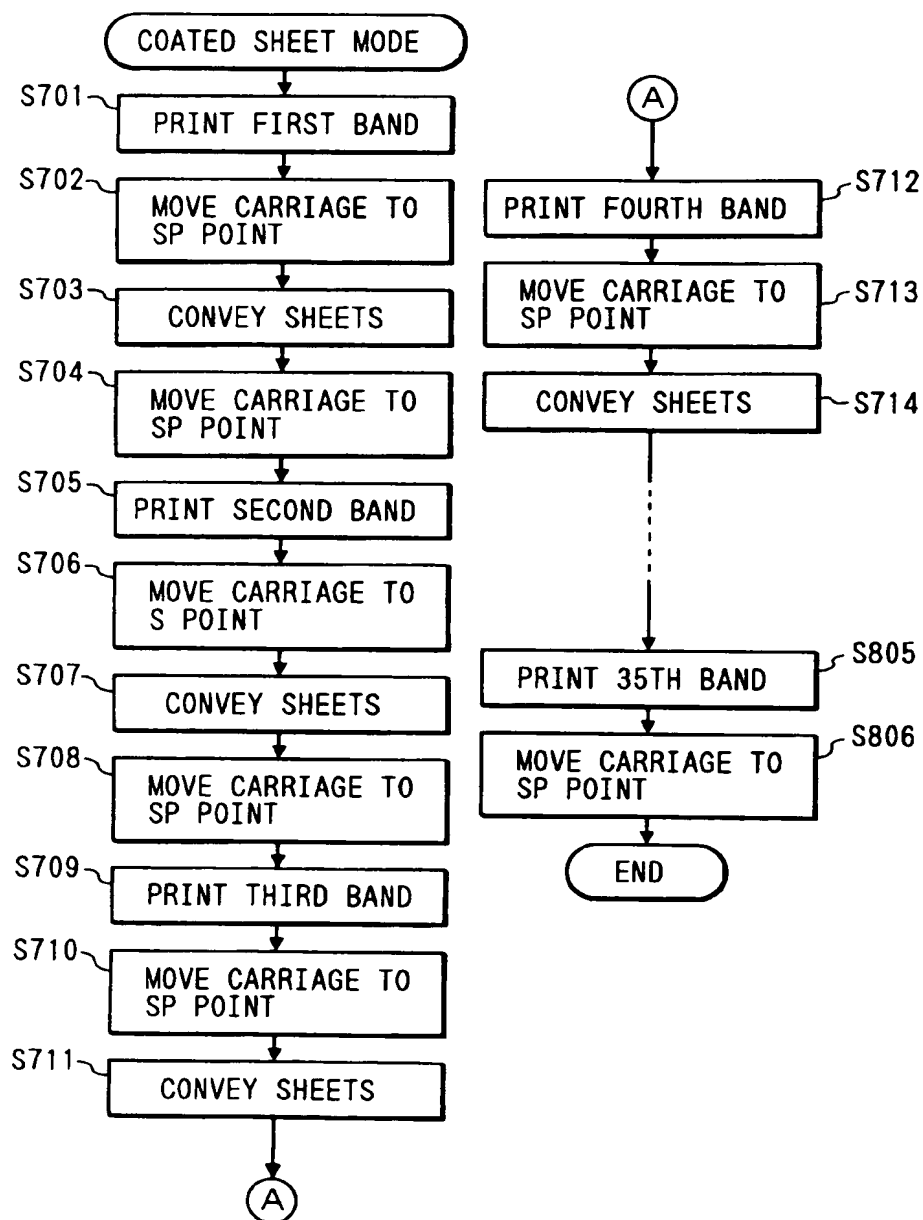 COATED SHEET MODE
S701
PRINT FIRST BAND
S702
MOVE CARRIAGE TO
SP POINT
S703
CONVEY SHEETS
S704
MOVE CARRIAGE TO
SP POINT
S705
PRINT SECOND BAND
S706
MOVE CARRIAGE TO
S POINT
S707
CONVEY SHEETS
S708
MOVE CARRIAGE TO
SP POINT
S709
PRINT THIRD BAND
S710
MOVE CARRIAGE TO
SP POINT
S711
CONVEY SHEETS
A
A
S712
PRINT FOURTH BAND
MOVE CARRIAGE TO
SP POINT
S713
CONVEY SHEETS
S714
S805
PRINT 35TH BAND
S806
MOVE CARRIAGE TO
SP POINT
END